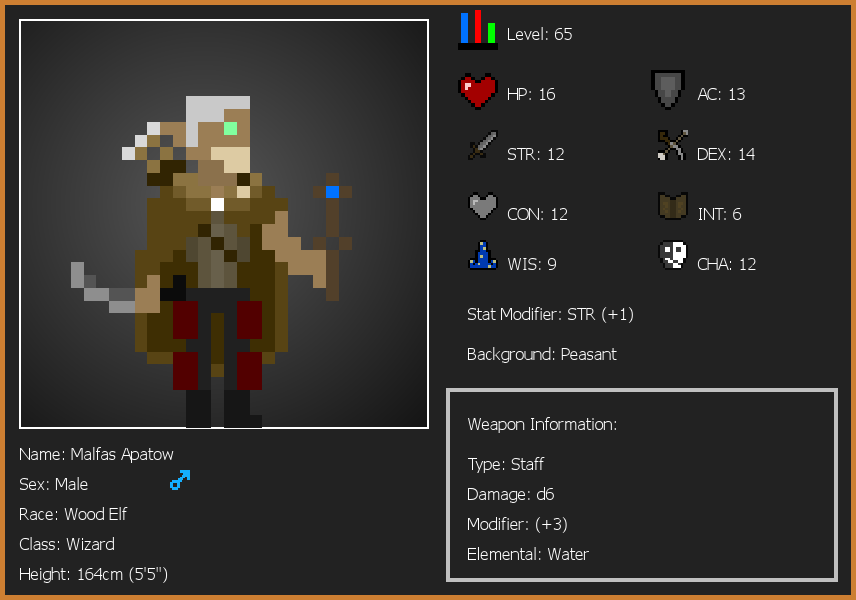 Level: 65
HP: 16
AC: 13
STR: 12
DEX: 14
CON: 12
INT: 6
WIS: 9
CHA: 12
Stat Modifier: STR (+1)
Background: Peasant
Weapon Information:
Type: Staff
Damage: d6
Modifier: (+3)
Elemental: Water
Name: Malfas Apatow
Sex: Male
Race: Wood Elf
Class: Wizard
Height: 164cm (5'5")